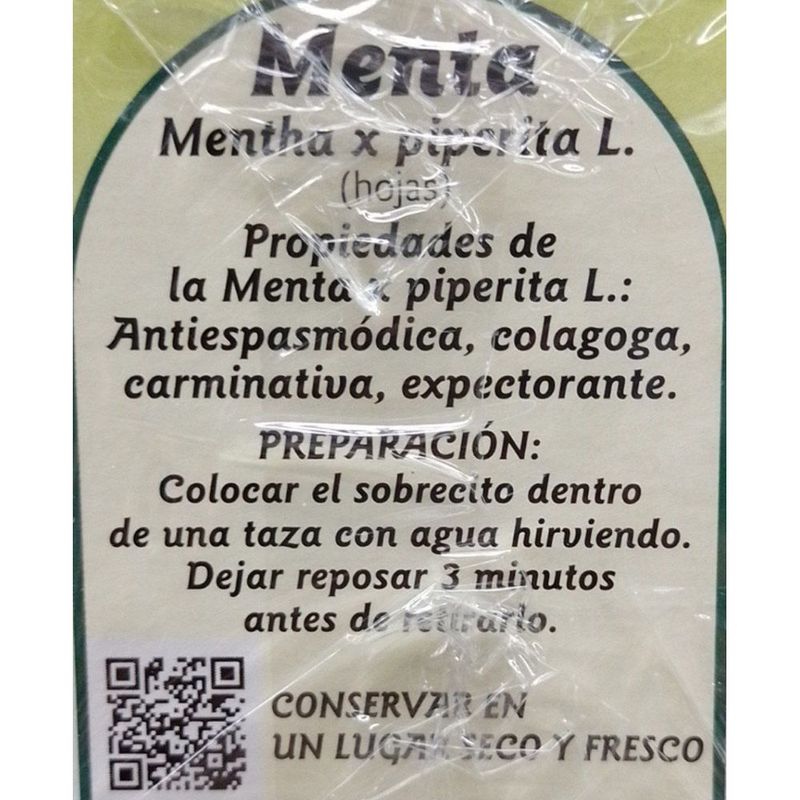 Menta
Mentha x piperita L.
(hojas)
Propiedades de
la Menta x piperita L.:
Antiespasmódica, colagoga,
carminativa, expectorante.
PREPARACIÓN:
Colocar el sobrecito dentro
de una taza con agua hirviendo.
Dejar reposar 3 minutos
antes de retirarlo.
CONSERVAR EN
UN LUGAR SECO Y FRESCO